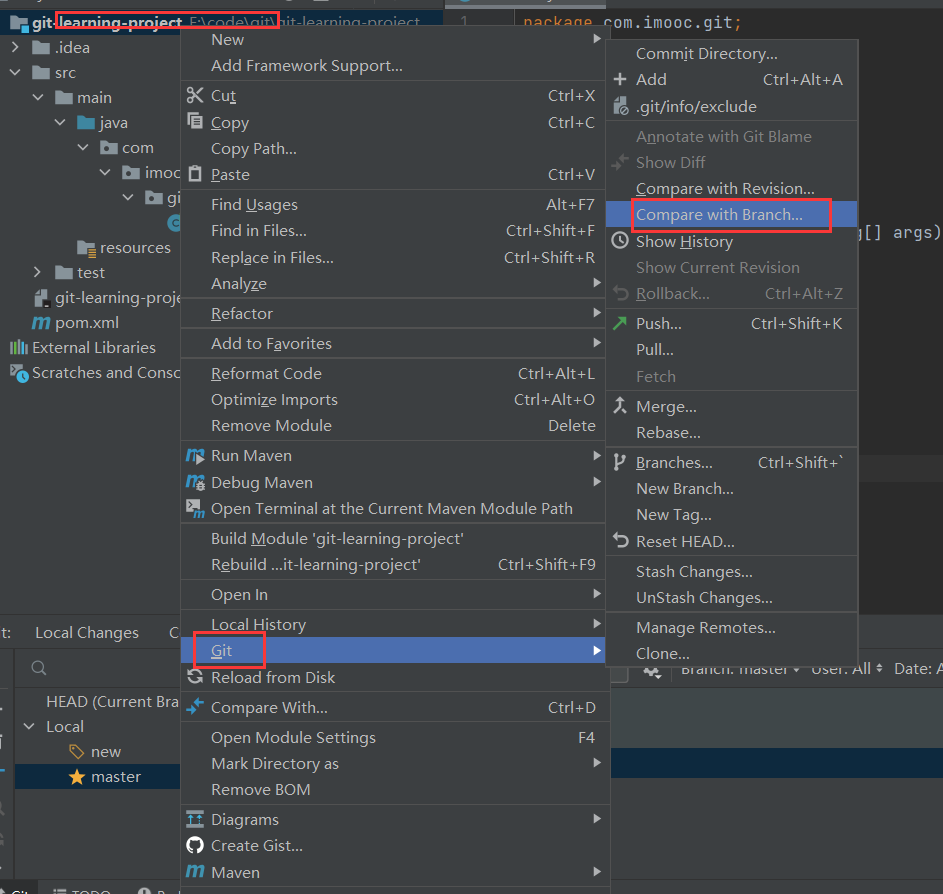 git-learning-project E:\code\git\git-learning-project
.idea
src
main
java
com
imooc
gi
resources
test
git-learning-proje
pom.xml
External Libraries
Scratches and Consc
1 package com.imooc.git;
g[] args)
New
Add Framework Support...
Cut Ctrl+X
Copy Ctrl+C
Copy Path...
Paste Ctrl+V
Find Usages Alt+F7
Find in Files... Ctrl+Shift+F
Replace in Files... Ctrl+Shift+R
Analyze
Refactor
Add to Favorites
Reformat Code Ctrl+Alt+L
Optimize Imports Ctrl+Alt+O
Remove Module Delete
Run Maven
Debug Maven
Open Terminal at the Current Maven Module Path
Build Module 'git-learning-project'
Rebuild ...it-learning-project' Ctrl+Shift+F9
Open In
Local History
Git
Reload from Disk
Compare With... Ctrl+D
Open Module Settings F4
Mark Directory as
Remove BOM
Diagrams
Create Gist...
Maven
Commit Directory...
Add Ctrl+Alt+A
.git/info/exclude
Annotate with Git Blame
Show Diff
Compare with Revision...
Compare with Branch...
Show History
Show Current Revision
Rollback... Ctrl+Alt+Z
Push... Ctrl+Shift+K
Pull...
Fetch
Merge...
Rebase...
Branches... Ctrl+Shift+`
New Branch...
New Tag...
Reset HEAD...
Stash Changes...
UnStash Changes...
Manage Remotes...
Clone...
t: Local Changes C
HEAD (Current Bra
Local
new
master
Branch: master User: All Date: A
Git TODO